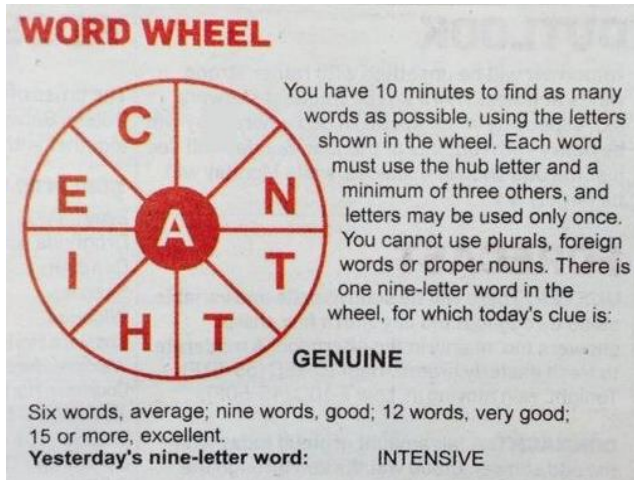 WORD WHEEL
You have 10 minutes to find as many
words as possible, using the letters
shown in the wheel. Each word
must use the hub letter and a
minimum of three others, and
letters may be used only once.
You cannot use plurals, foreign
words or proper nouns. There is
one nine-letter word in the
wheel, for which today's clue is:
C
E
N
A
I
T
H
T
GENUINE
Six words, average; nine words, good; 12 words, very good;
15 or more, excellent.
Yesterday's nine-letter word: INTENSIVE